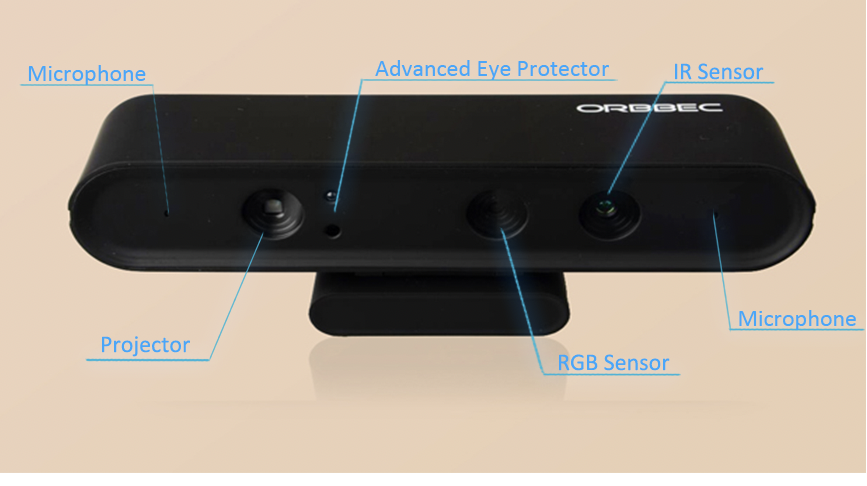 Microphone
Advanced Eye Protector
IR Sensor
ORBBEC
Projector
RGB Sensor
Microphone